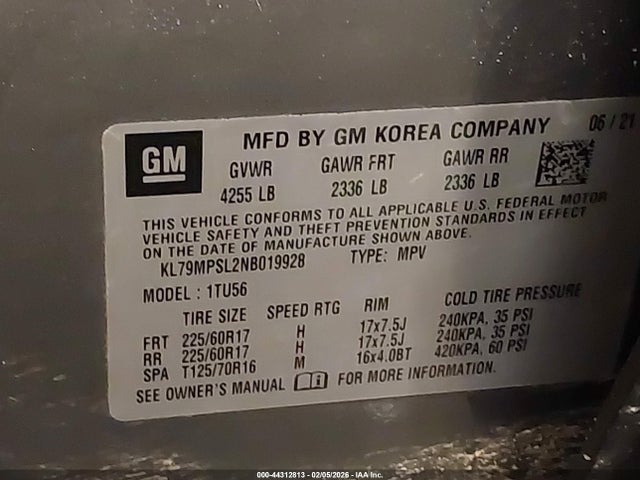 GM
MFD BY GM KOREA COMPANY 06/21
GVWR GAWR FRT GAWR RR
4255 LB 2336 LB 2336 LB
THIS VEHICLE CONFORMS TO ALL APPLICABLE U.S. FEDERAL MOTOR
VEHICLE SAFETY AND THEFT PREVENTION STANDARDS IN EFFECT
ON THE DATE OF MANUFACTURE SHOWN ABOVE.
KL79MPSL2NB019928 TYPE: MPV
MODEL : 1TU56
TIRE SIZE SPEED RTG RIM COLD TIRE PRESSURE
FRT 225/60R17 H 17x7.5J 240KPA, 35 PSI
RR 225/60R17 H 17x7.5J 240KPA, 35 PSI
SPA T125/70R16 M 16x4.0BT 420KPA, 60 PSI
SEE OWNER'S MANUAL FOR MORE INFORMATION.
000-44312813 - 02/05/2026 - IAA Inc.